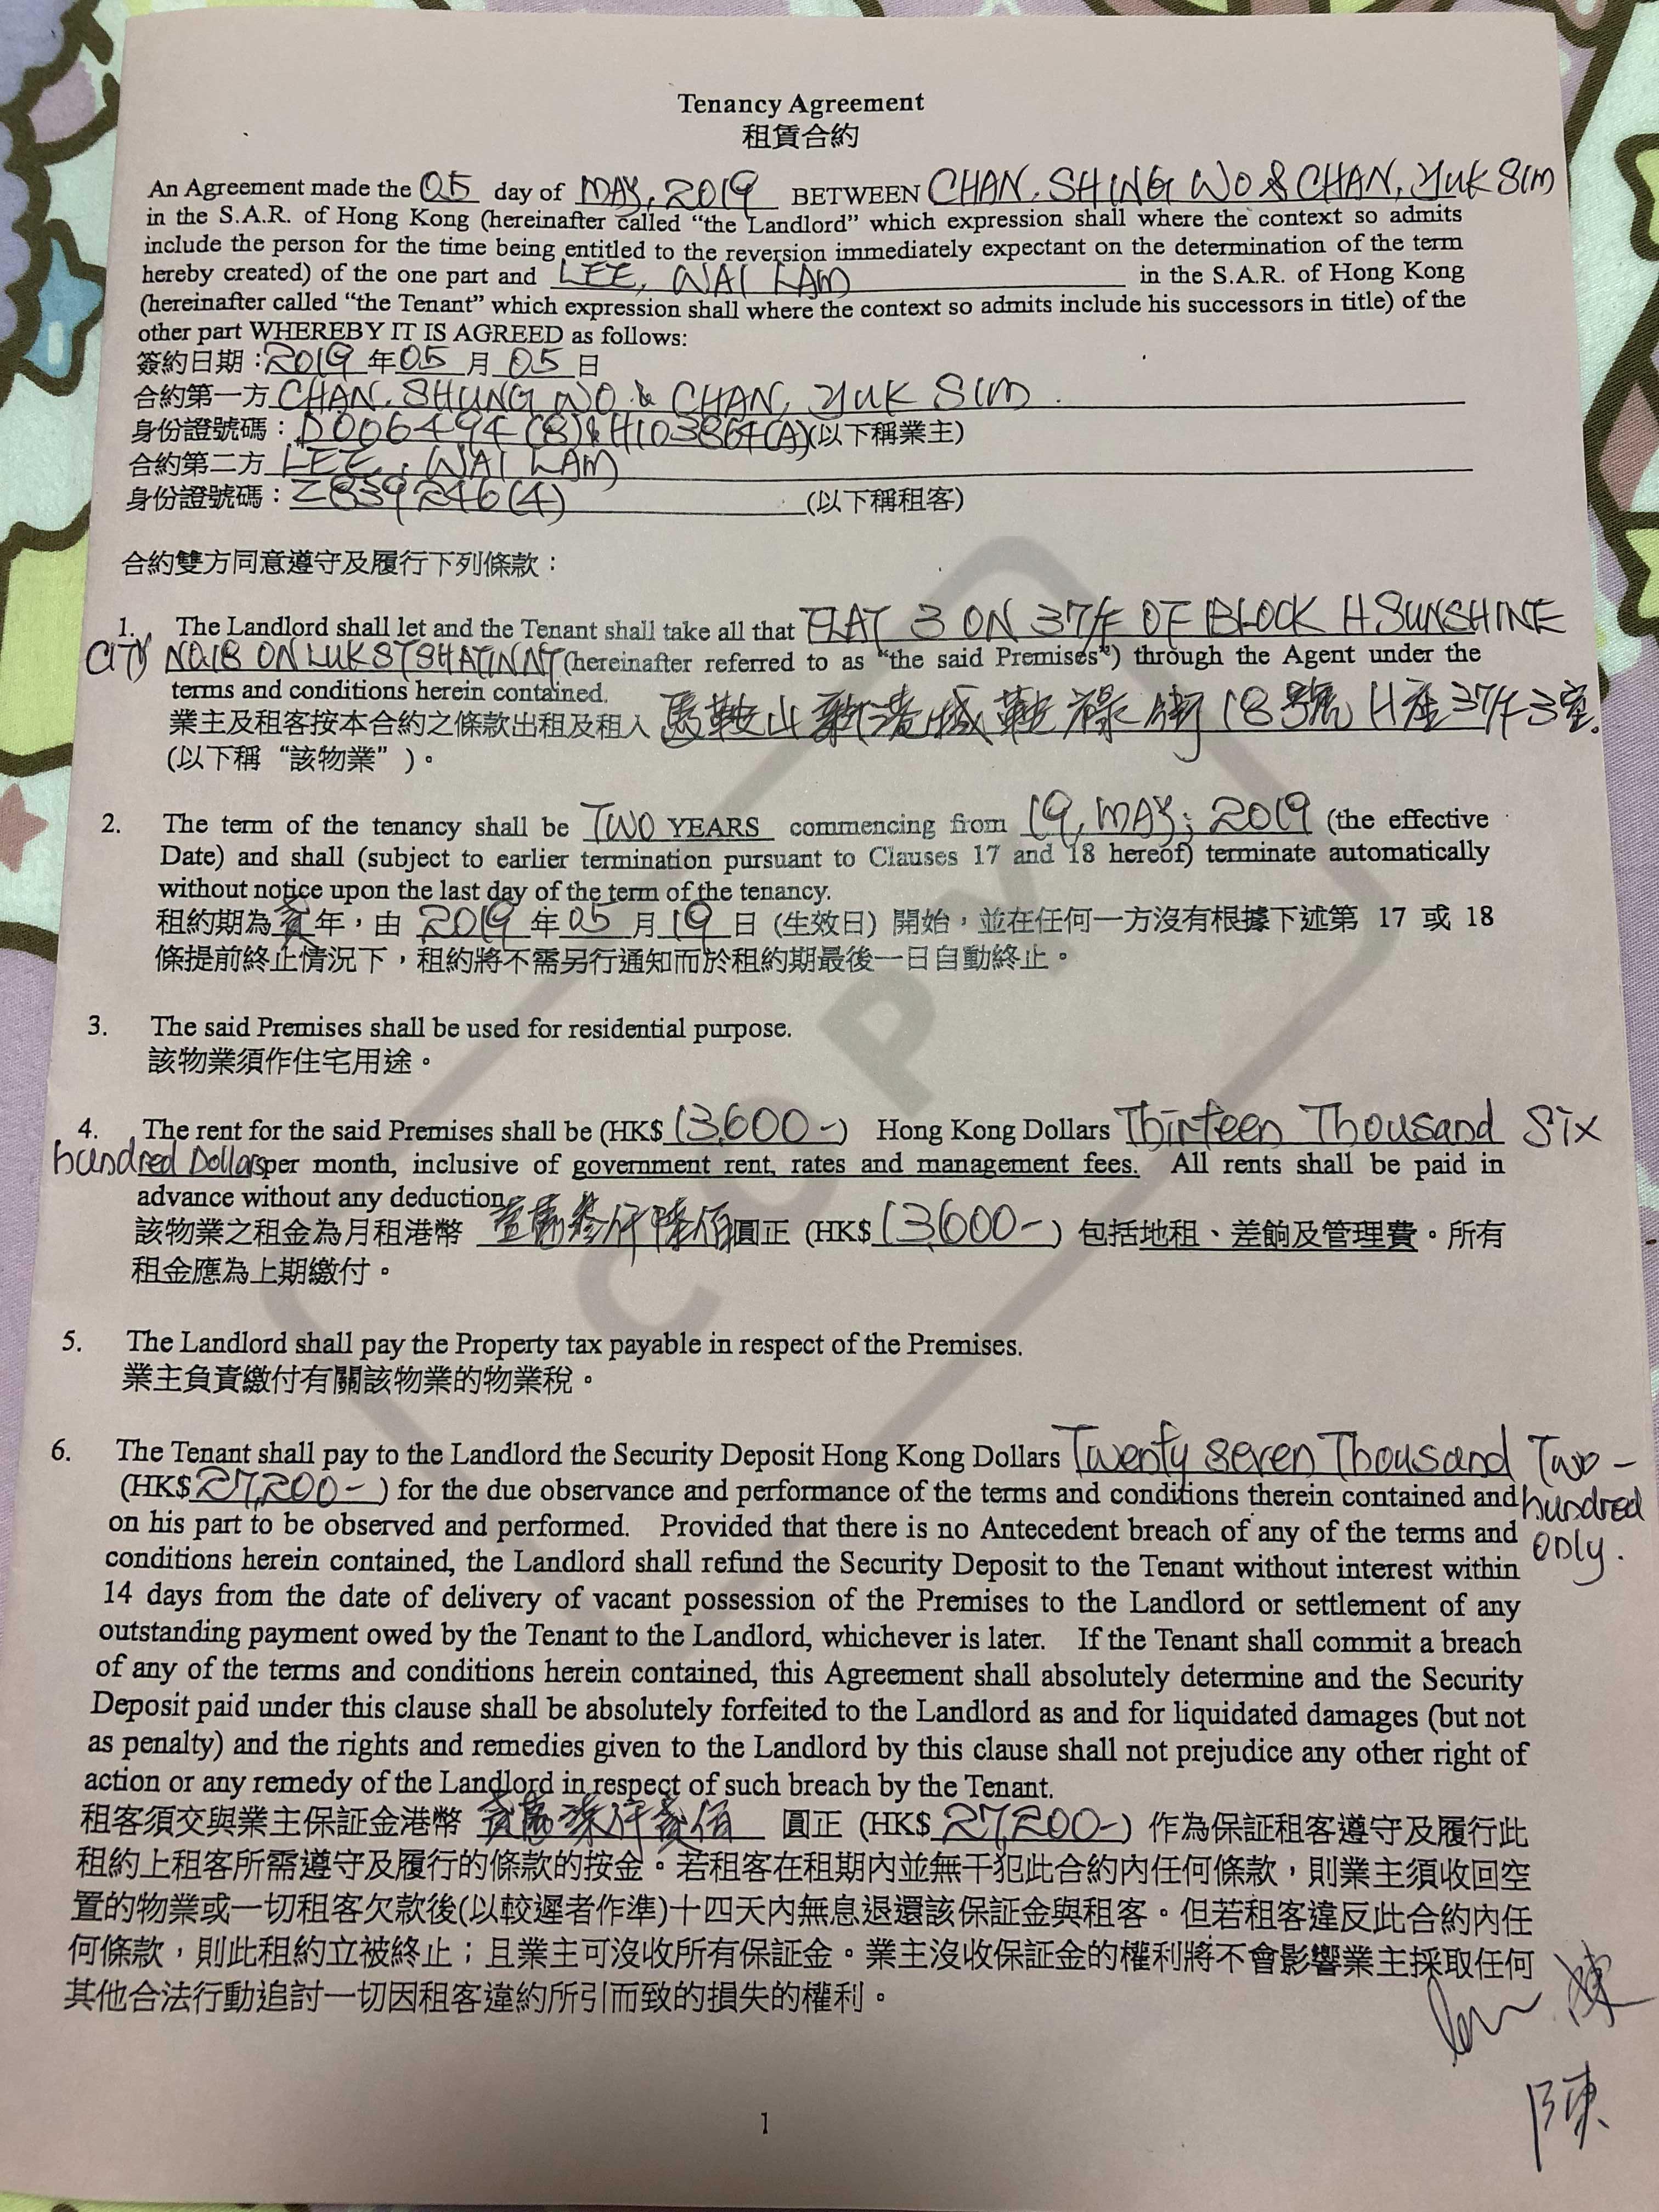 Tenancy Agreement
租賃合約
An Agreement made the 05 day of MAY, 2019 BETWEEN CHAN, SHING WO & CHAN, YUK SIM
in the S.A.R. of Hong Kong (hereinafter called “the Landlord” which expression shall where the context so admits
include the person for the time being entitled to the reversion immediately expectant on the determination of the term
hereby created) of the one part and LEE, WAI LAM in the S.A.R. of Hong Kong
(hereinafter called “the Tenant” which expression shall where the context so admits include his successors in title) of the
other part WHEREBY IT IS AGREED as follows:
簽約日期：2019 年 05 月 05 日
合約第一方 CHAN, SHUNG WO & CHAN, YUK SIM
身份證號碼：D006494(8) & H103864(A) (以下稱業主)
合約第二方 LEE, WAI LAM
身份證號碼：Z839246(4) (以下稱租客)
合約雙方同意遵守及履行下列條款：
1. The Landlord shall let and the Tenant shall take all that FLAT 3 ON 37/F OF BLOCK H SUNSHINE
CITY NO.18 ON LUK ST SHATIN NT (hereinafter referred to as “the said Premises”) through the Agent under the
terms and conditions herein contained.
業主及租客按本合約之條款出租及租入 馬鞍山新港城鞍祿街18號H座37/F 3室.
(以下稱 “該物業” )。
2. The term of the tenancy shall be TWO YEARS commencing from 19, MAY, 2019 (the effective
Date) and shall (subject to earlier termination pursuant to Clauses 17 and 18 hereof) terminate automatically
without notice upon the last day of the term of the tenancy.
租約期為貳年，由 2019 年 05 月 19 日 (生效日) 開始，並在任何一方沒有根據下述第 17 或 18
條提前終止情況下，租約將不需另行通知而於租約期最後一日自動終止。
3. The said Premises shall be used for residential purpose.
該物業須作住宅用途。
4. The rent for the said Premises shall be (HK$ 13,600-) Hong Kong Dollars Thirteen Thousand Six
hundred Dollars per month, inclusive of government rent, rates and management fees. All rents shall be paid in
advance without any deduction
該物業之租金為月租港幣 壹萬叁仟陸佰圓正 (HK$ 13,600-) 包括地租、差餉及管理費。所有
租金應為上期繳付。
5. The Landlord shall pay the Property tax payable in respect of the Premises.
業主負責繳付有關該物業的物業稅。
6. The Tenant shall pay to the Landlord the Security Deposit Hong Kong Dollars Twenty seven Thousand Two-
(HK$ 27,200-) for the due observance and performance of the terms and conditions therein contained and hundred
on his part to be observed and performed. Provided that there is no Antecedent breach of any of the terms and only.
conditions herein contained, the Landlord shall refund the Security Deposit to the Tenant without interest within
14 days from the date of delivery of vacant possession of the Premises to the Landlord or settlement of any
outstanding payment owed by the Tenant to the Landlord, whichever is later. If the Tenant shall commit a breach
of any of the terms and conditions herein contained, this Agreement shall absolutely determine and the Security
Deposit paid under this clause shall be absolutely forfeited to the Landlord as and for liquidated damages (but not
as penalty) and the rights and remedies given to the Landlord by this clause shall not prejudice any other right of
action or any remedy of the Landlord in respect of such breach by the Tenant.
租客須交與業主保証金港幣 貳萬柒仟貳佰 圓正 (HK$ 27,200-) 作為保証租客遵守及履行此
租約上租客所需遵守及履行的條款的按金。若租客在租期內並無干犯此合約內任何條款，則業主須收回空
置的物業或一切租客欠款後(以較遲者作準)十四天內無息退還該保証金與租客。但若租客違反此合約內任
何條款，則此租約立被終止；且業主可沒收所有保証金。業主沒收保証金的權利將不會影響業主採取任何
其他合法行動追討一切因租客違約所引而致的損失的權利。
陳
陳
1
COPY